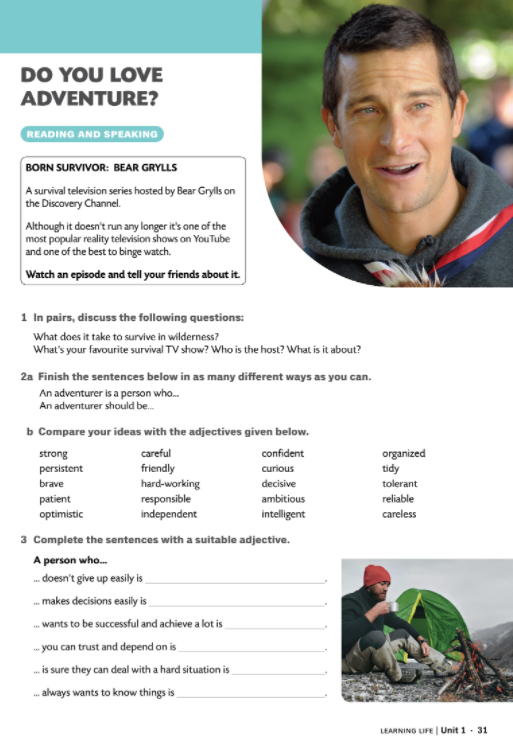 DO YOU LOVE
ADVENTURE?
READING AND SPEAKING
BORN SURVIVOR: BEAR GRYLLS
A survival television series hosted by Bear Grylls on
the Discovery Channel.
Although it doesn't run any longer it's one of the
most popular reality television shows on YouTube
and one of the best to binge watch.
Watch an episode and tell your friends about it.
1 In pairs, discuss the following questions:
What does it take to survive in wilderness?
What's your favourite survival TV show? Who is the host? What is it about?
2a Finish the sentences below in as many different ways as you can.
An adventurer is a person who...
An adventurer should be...
b Compare your ideas with the adjectives given below.
strong careful confident organized
persistent friendly curious tidy
brave hard-working decisive tolerant
patient responsible ambitious reliable
optimistic independent intelligent careless
3 Complete the sentences with a suitable adjective.
A person who...
... doesn't give up easily is ______________________.
... makes decisions easily is ______________________.
... wants to be successful and achieve a lot is ______________________.
... you can trust and depend on is ______________________.
... is sure they can deal with a hard situation is ______________________.
... always wants to know things is ______________________.
LEARNING LIFE | Unit 1 · 31